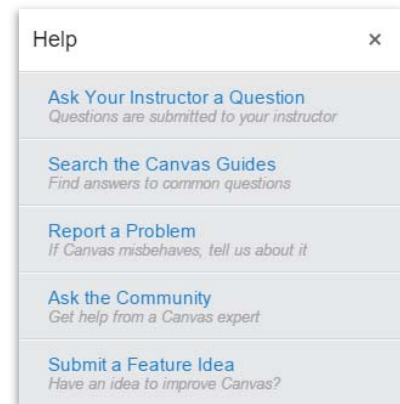 Help ×
Ask Your Instructor a Question
Questions are submitted to your instructor
Search the Canvas Guides
Find answers to common questions
Report a Problem
If Canvas misbehaves, tell us about it
Ask the Community
Get help from a Canvas expert
Submit a Feature Idea
Have an idea to improve Canvas?